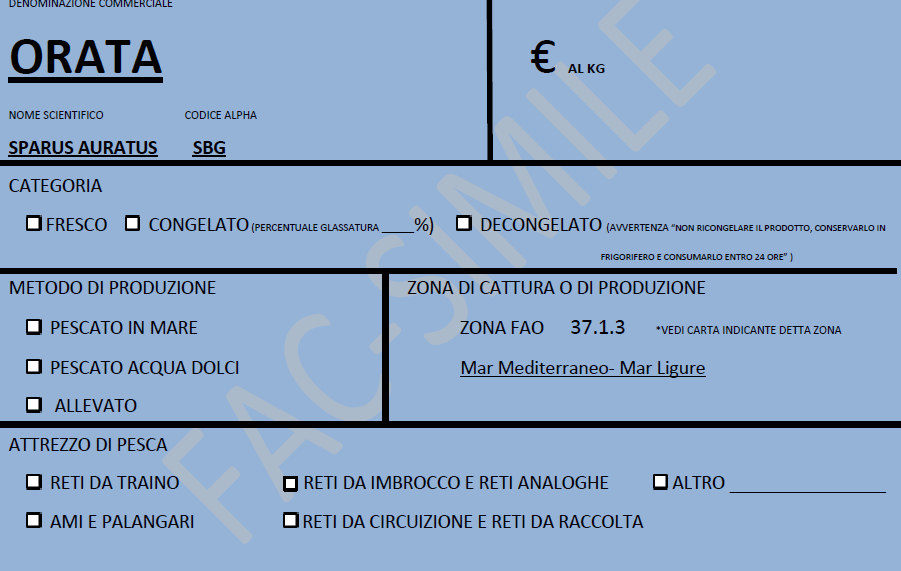 DENOMINAZIONE COMMERCIALE
ORATA
€ AL KG
NOME SCIENTIFICO CODICE ALPHA
SPARUS AURATUS SBG
CATEGORIA
FRESCO CONGELATO (PERCENTUALE GLASSATURA ____%) DECONGELATO (AVVERTENZA “NON RICONGELARE IL PRODOTTO, CONSERVARLO IN
FRIGORIFERO E CONSUMARLO ENTRO 24 ORE” )
METODO DI PRODUZIONE
PESCATO IN MARE
PESCATO ACQUA DOLCI
ALLEVATO
ZONA DI CATTURA O DI PRODUZIONE
ZONA FAO 37.1.3 *VEDI CARTA INDICANTE DETTA ZONA
Mar Mediterraneo- Mar Ligure
ATTREZZO DI PESCA
RETI DA TRAINO RETI DA IMBROCCO E RETI ANALOGHE ALTRO ________________
AMI E PALANGARI RETI DA CIRCUIZIONE E RETI DA RACCOLTA
FAC-SIMILE